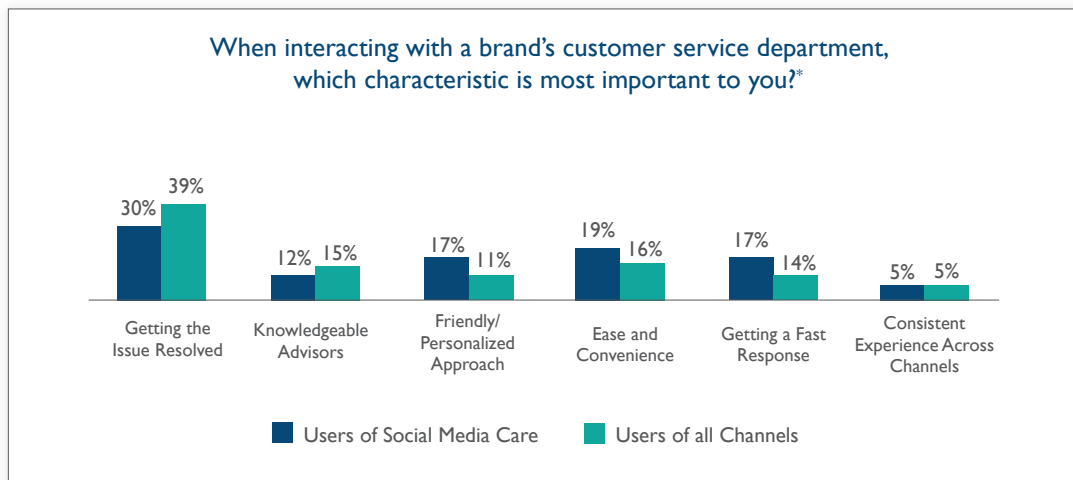 When interacting with a brand's customer service department,
which characteristic is most important to you?*
30%
39%
12%
15%
17%
11%
19%
16%
17%
14%
5%
5%
Getting the
Issue Resolved
Knowledgeable
Advisors
Friendly/
Personalized
Approach
Ease and
Convenience
Getting a Fast
Response
Consistent
Experience Across
Channels
Users of Social Media Care
Users of all Channels